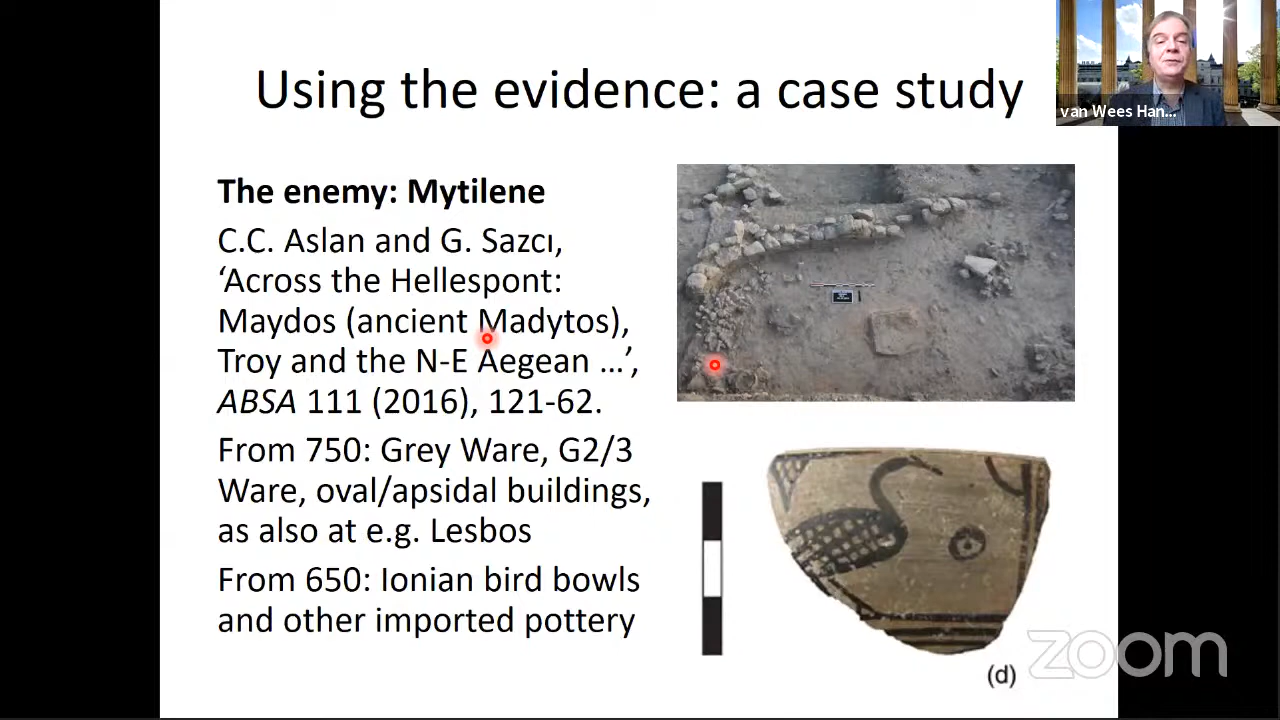 Using the evidence: a case study
van Wees Han...
The enemy: Mytilene
C.C. Aslan and G. Sazcı,
‘Across the Hellespont:
Maydos (ancient Madytos),
Troy and the N-E Aegean …’,
ABSA 111 (2016), 121-62.
From 750: Grey Ware, G2/3
Ware, oval/apsidal buildings,
as also at e.g. Lesbos
From 650: Ionian bird bowls
and other imported pottery
(d)
zoom